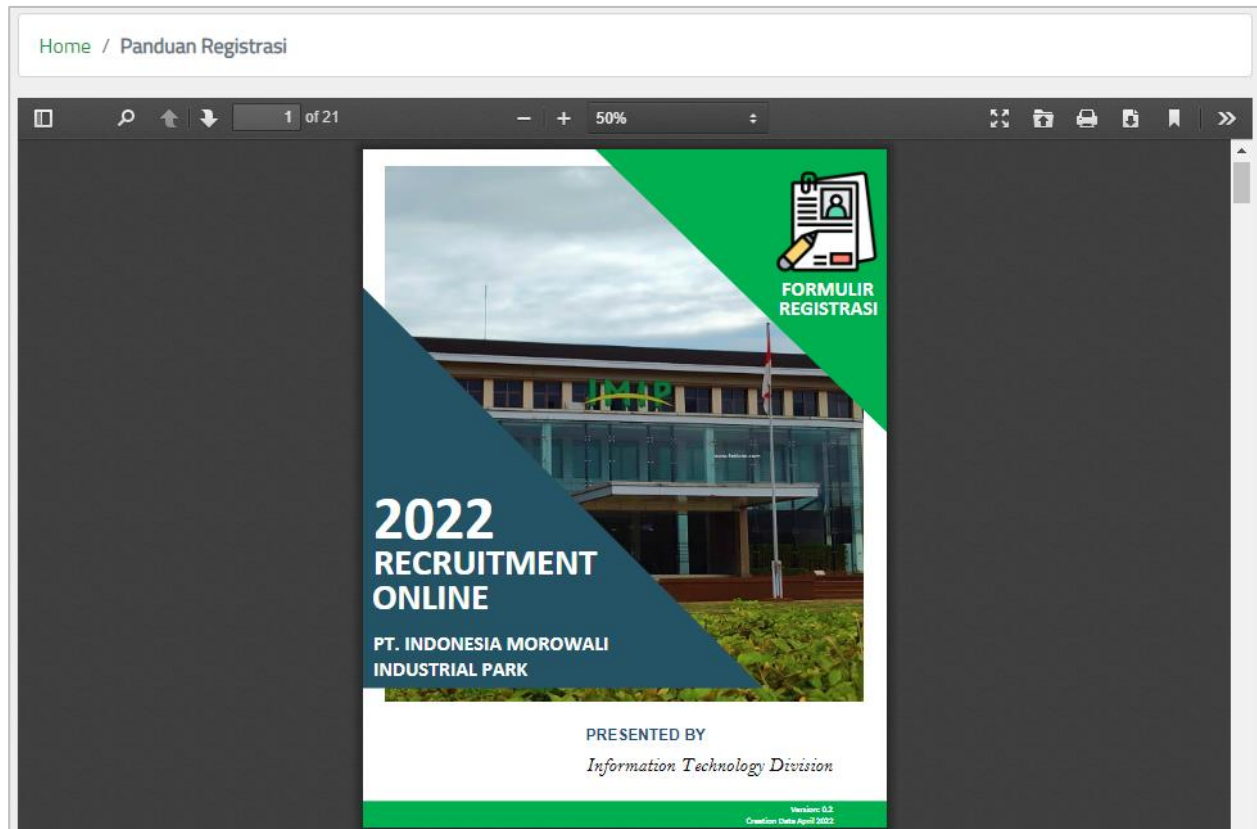 Home / Panduan Registrasi
1 of 21
50%
FORMULIR
REGISTRASI
IMIP
2022
RECRUITMENT
ONLINE
PT. INDONESIA MOROWALI
INDUSTRIAL PARK
PRESENTED BY
Information Technology Division
Version: 0.2
Creation Date April 2022